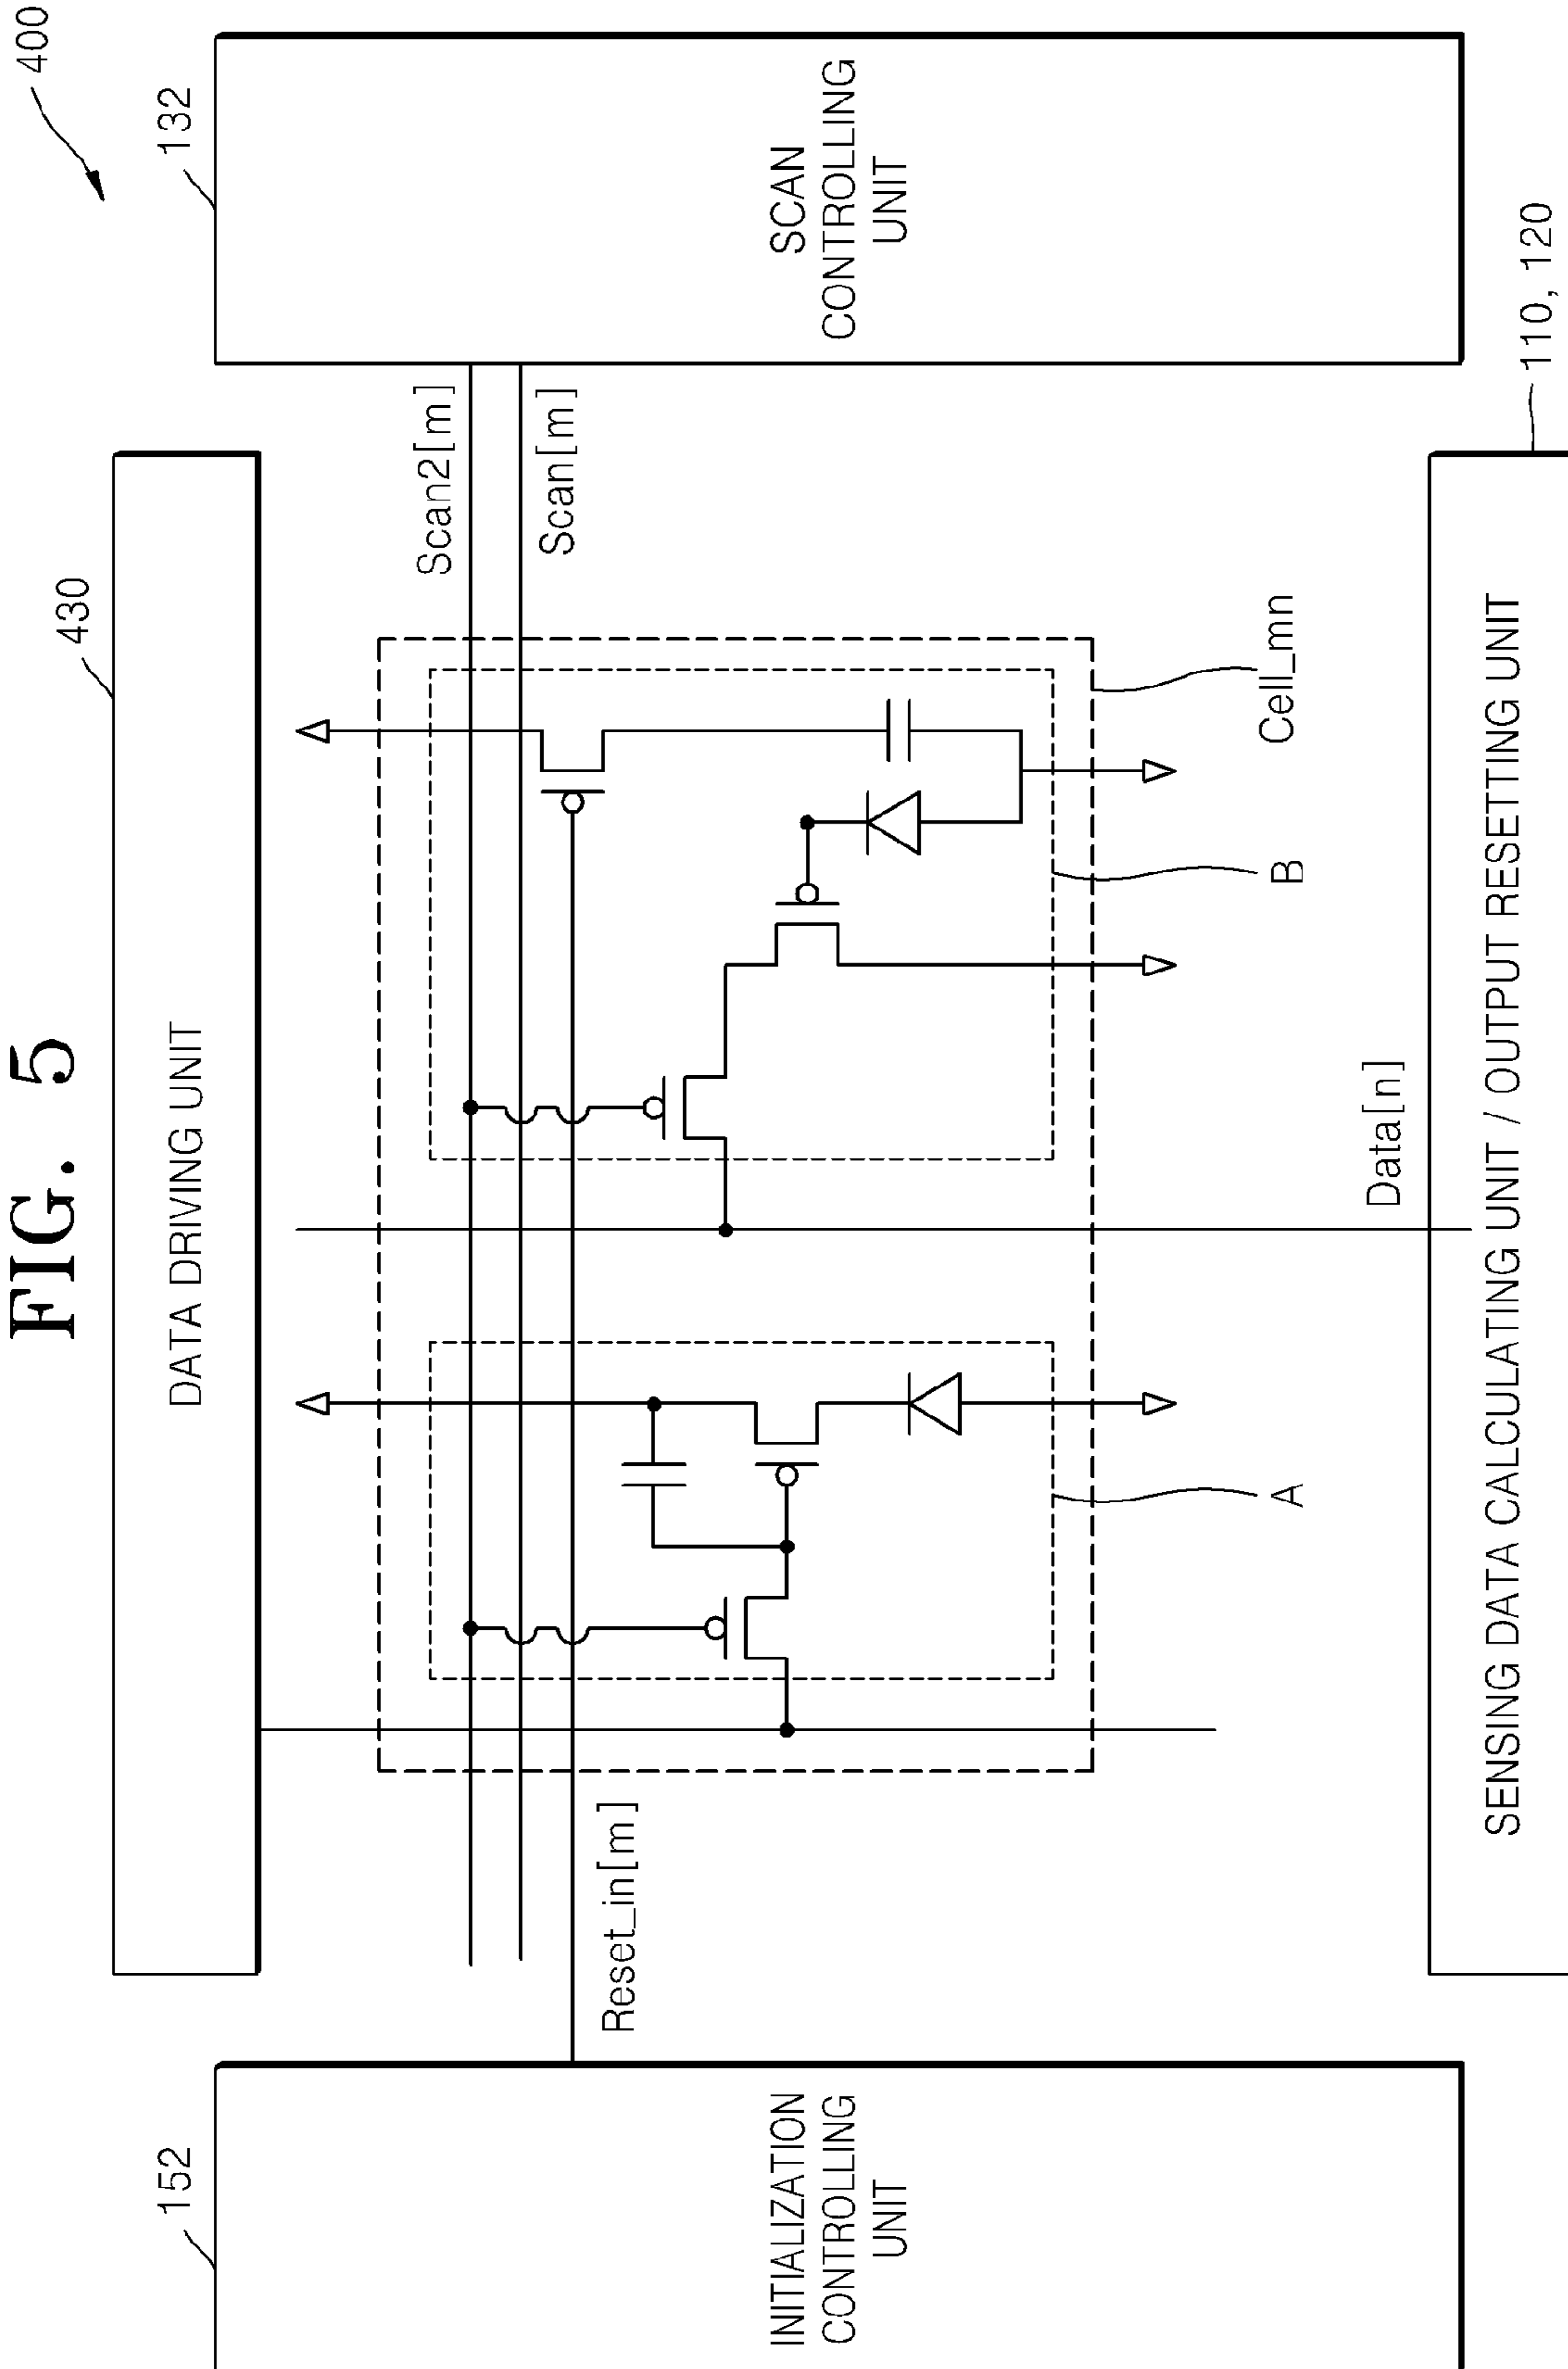 FIG. 5
400
430
DATA DRIVING UNIT
152
INITIALIZATION
CONTROLLING
UNIT
132
SCAN
CONTROLLING
UNIT
Scan2[m]
Scan[m]
Reset_in[m]
A
B
Cell_mn
Data[n]
110, 120
SENSING DATA CALCULATING UNIT / OUTPUT RESETTING UNIT